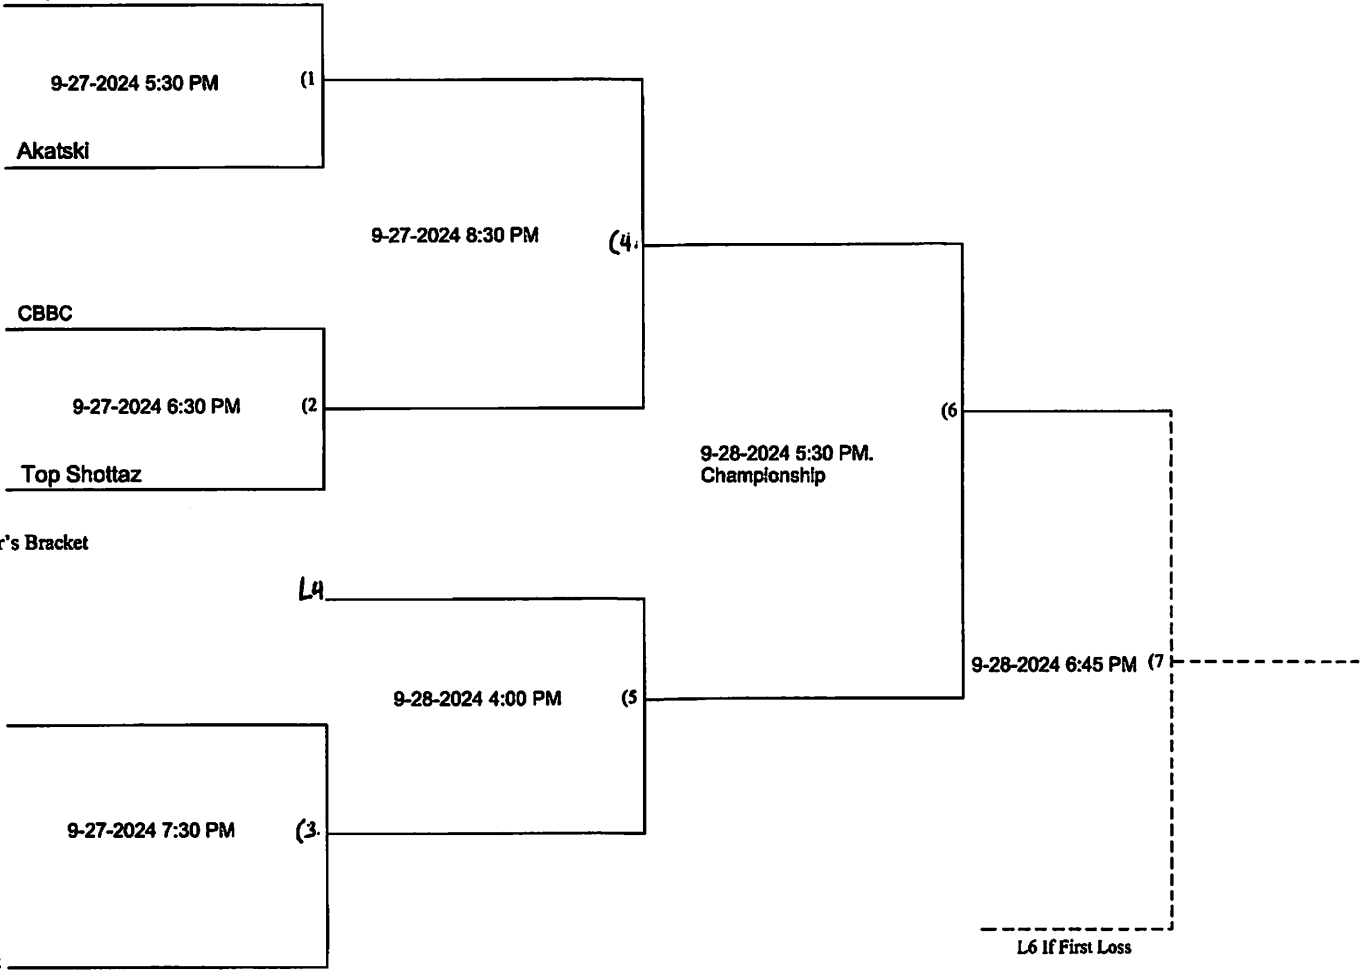 9-27-2024 5:30 PM (1
Akatski
9-27-2024 8:30 PM (4.
CBBC
9-27-2024 6:30 PM (2
(6
9-28-2024 5:30 PM.
Championship
Top Shottaz
r's Bracket
L4
9-28-2024 6:45 PM (7
9-28-2024 4:00 PM (5
9-27-2024 7:30 PM (3.
L6 If First Loss